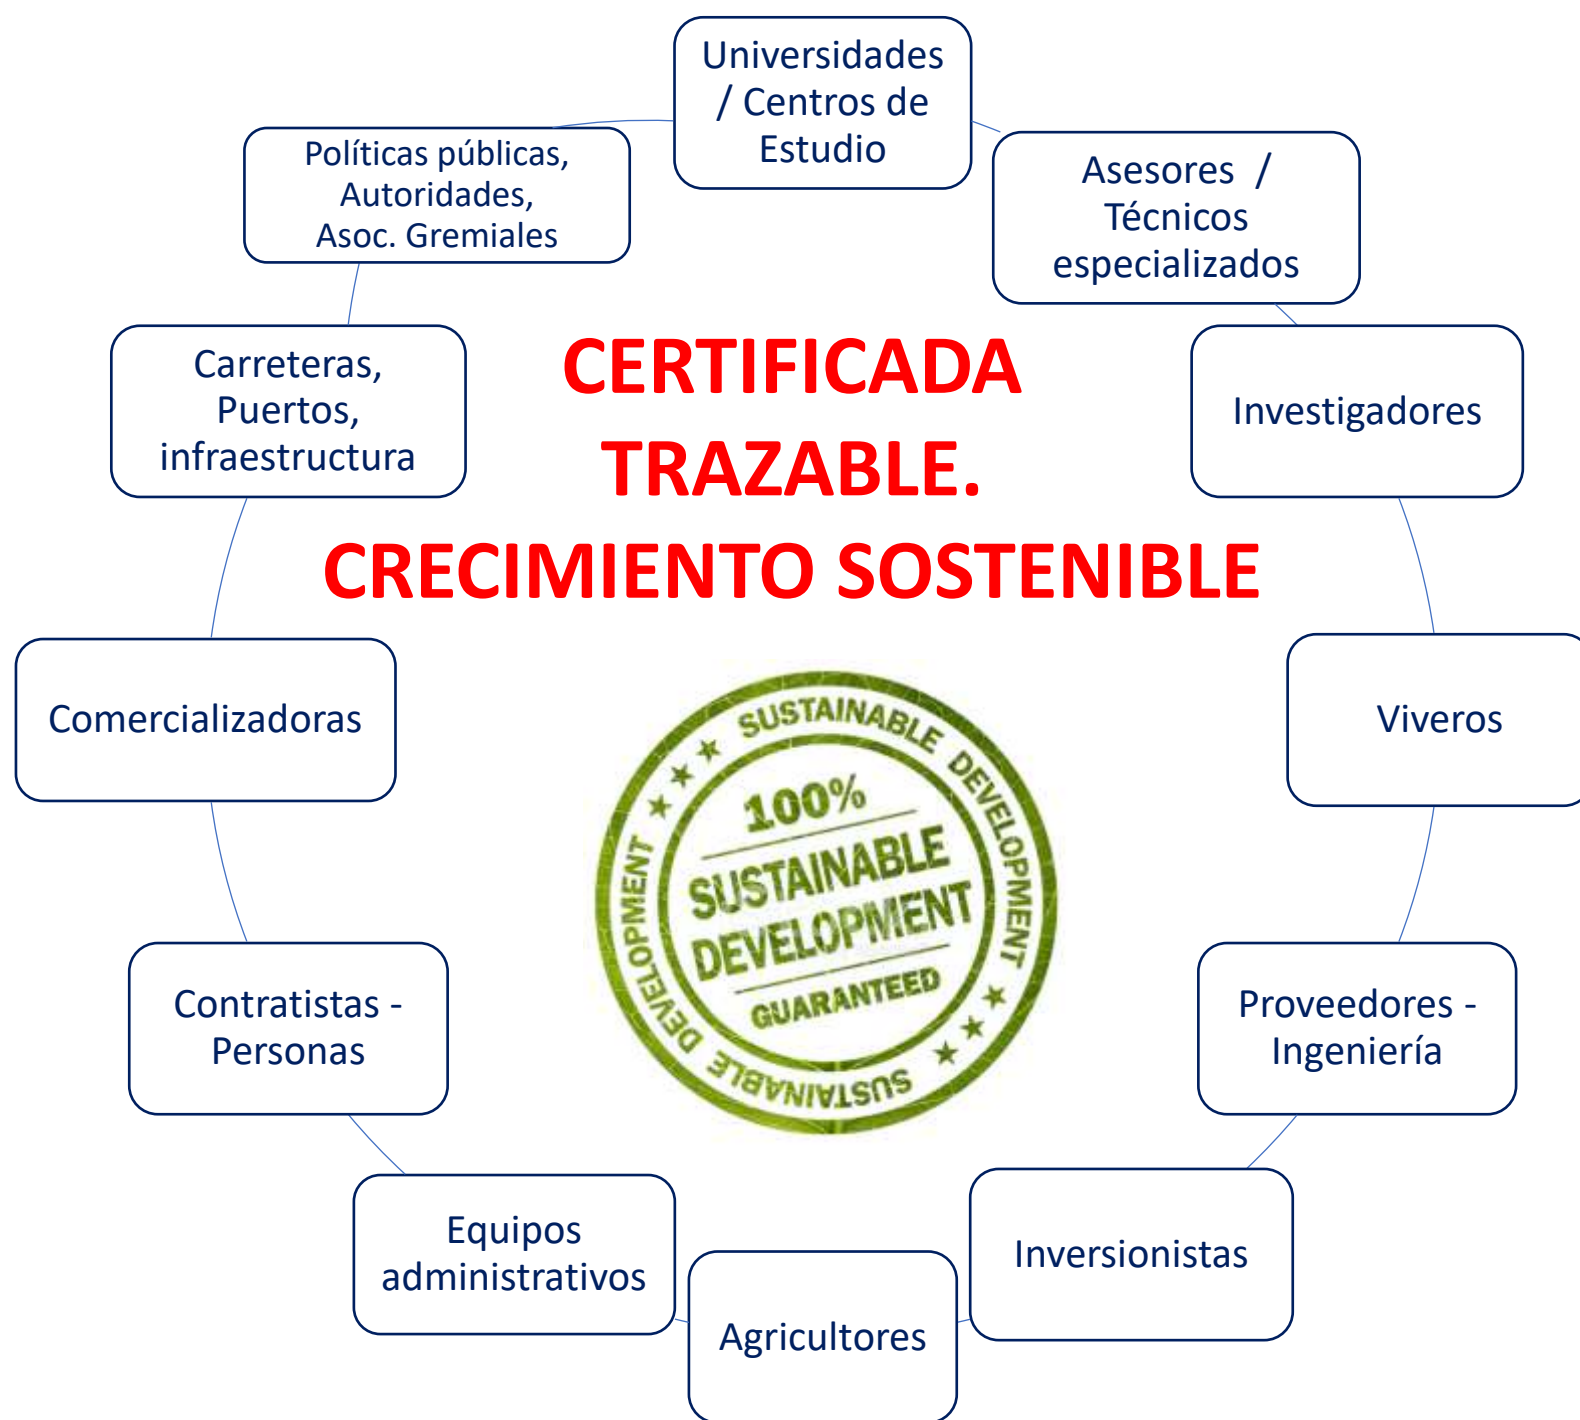 Universidades
/ Centros de
Estudio
Políticas públicas,
Autoridades,
Asoc. Gremiales
Asesores /
Técnicos
especializados
Carreteras,
Puertos,
infraestructura
CERTIFICADA
TRAZABLE.
CRECIMIENTO SOSTENIBLE
Investigadores
Comercializadoras
Viveros
SUSTAINABLE DEVELOPMENT
100%
SUSTAINABLE
DEVELOPMENT
GUARANTEED
SUSTAINABLE DEVELOPMENT
Contratistas -
Personas
Proveedores -
Ingeniería
Equipos
administrativos
Inversionistas
Agricultores